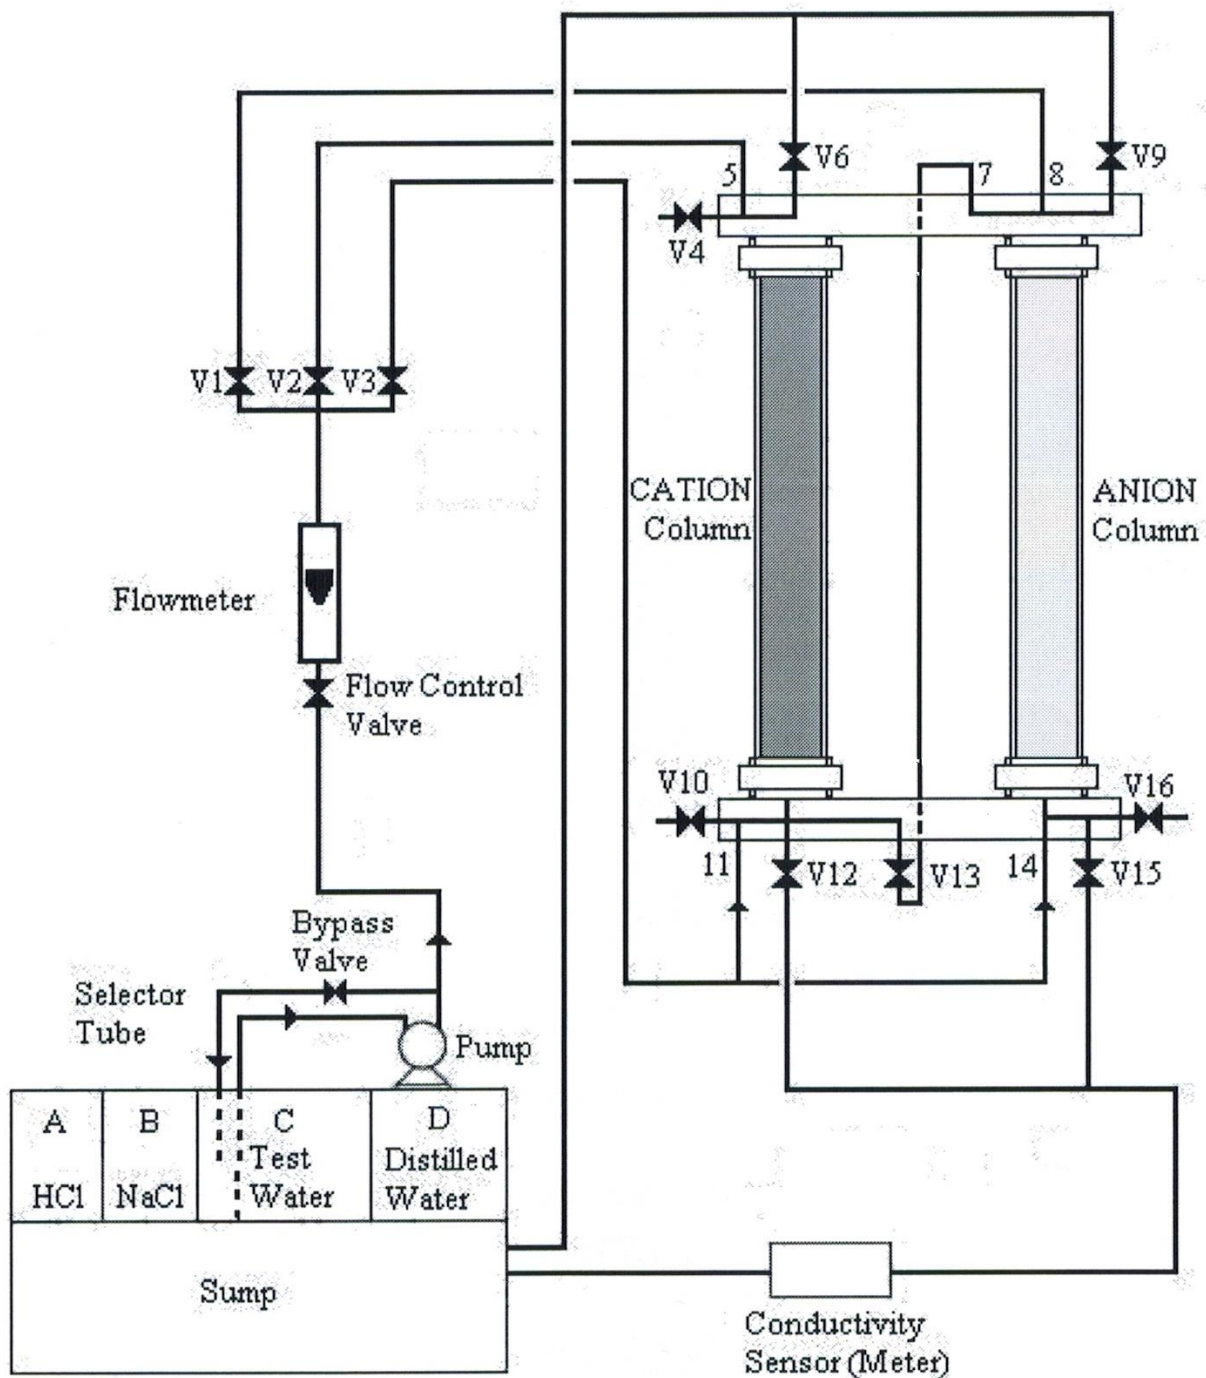 V6
V9
5
7
8
V4
V1
V2
V3
CATION
Column
ANION
Column
Flowmeter
Flow Control
Valve
V10
V16
11
V12
V13
14
V15
Bypass
Valve
Selector
Tube
Pump
A
HCl
B
NaCl
C
Test
Water
D
Distilled
Water
Sump
Conductivity
Sensor (Meter)